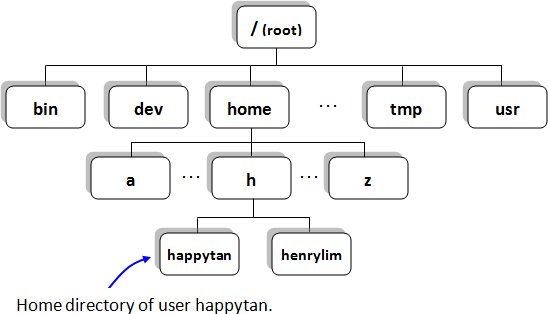 / (root)
bin dev home ... tmp usr
a ... h ... z
happytan henrylim
Home directory of user happytan.